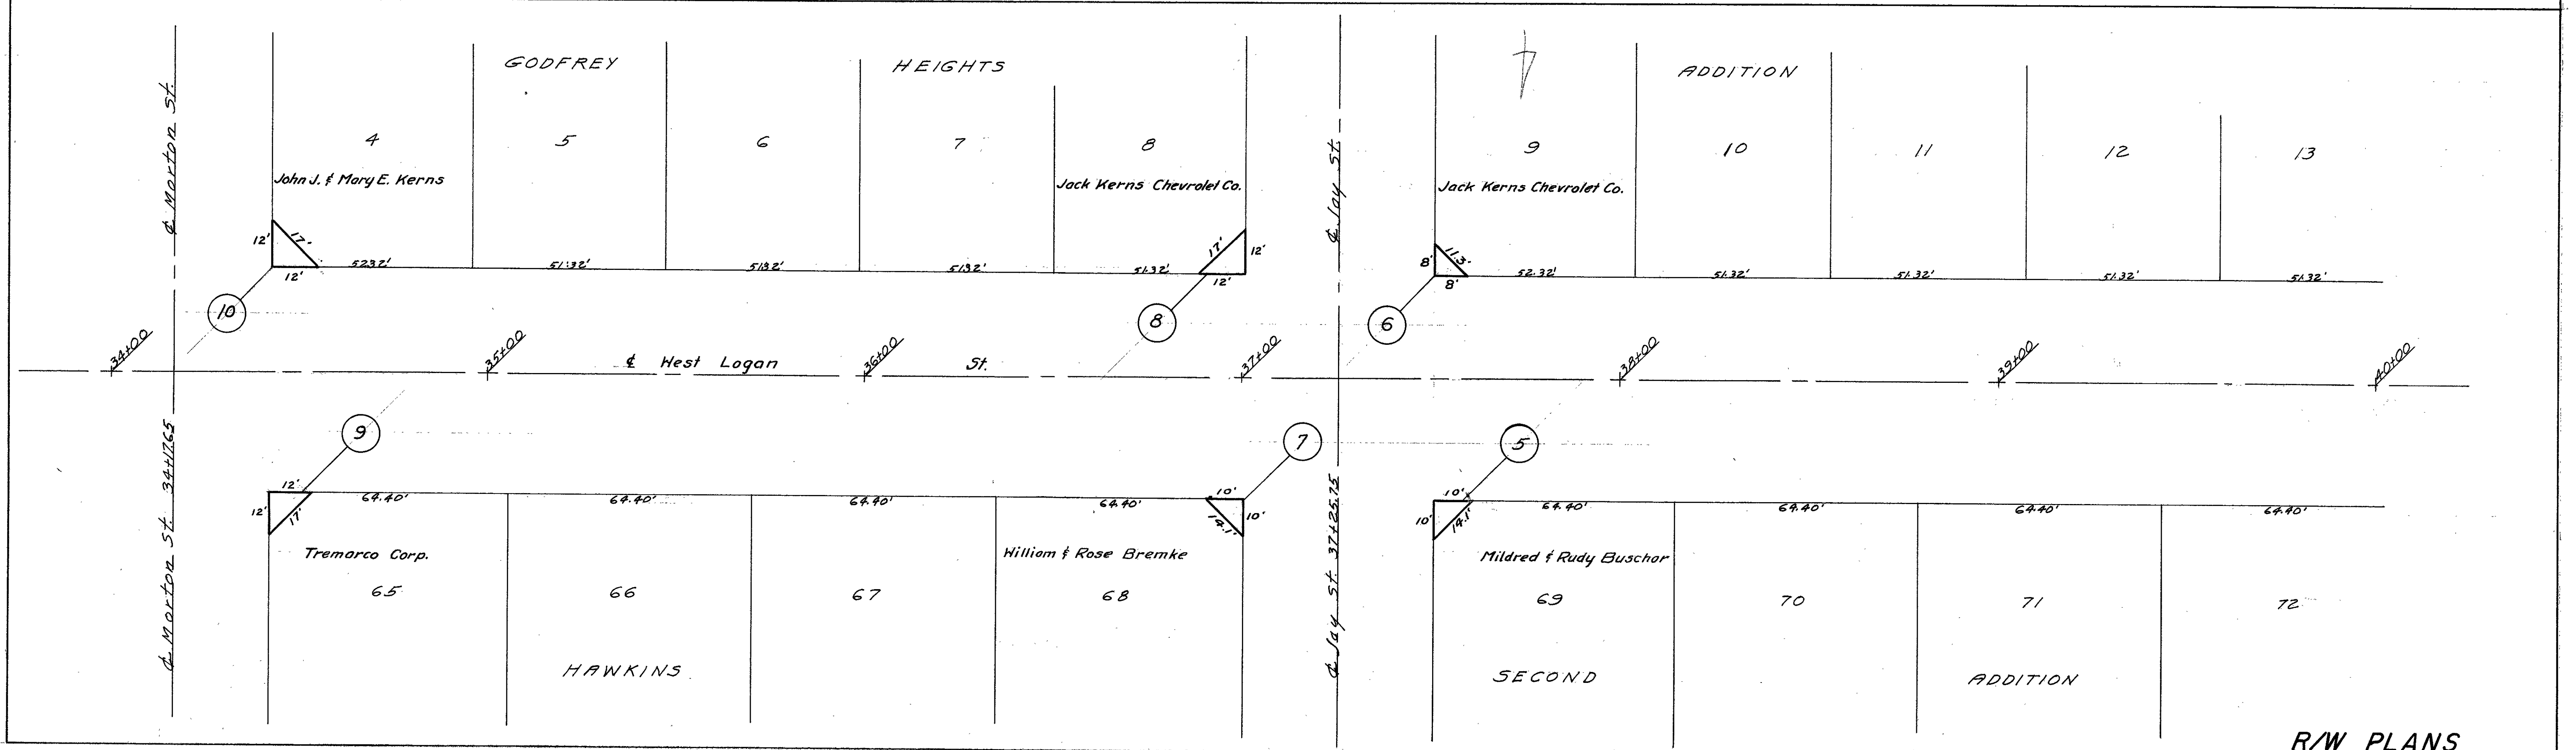 GODFREY HEIGHTS ADDITION
4 5 6 7 8 9 10 11 12 13
John J. & Mary E. Kerns
Jack Kerns Chevrolet Co.
Jack Kerns Chevrolet Co.
℄ Morton St.
℄ Jay St.
12' 17' 12'
52.32' 51.32' 51.32' 51.32' 51.32'
17' 12' 12'
8' 11.3' 8'
52.32' 51.32' 51.32' 51.32' 51.32'
10 8 6
34+00 35+00 36+00 37+00 38+00 39+00 40+00
℄ West Logan St.
9 7 5
℄ Morton St. 34+17.65
℄ Jay St. 37+25.75
12' 12' 17'
64.40' 64.40' 64.40' 64.40'
10' 10' 14.1'
10' 10' 14.1'
64.40' 64.40' 64.40' 64.40'
Tremarco Corp.
William & Rose Bremke
Mildred & Rudy Buschor
65 66 67 68 69 70 71 72
HAWKINS SECOND ADDITION
R/W PLANS